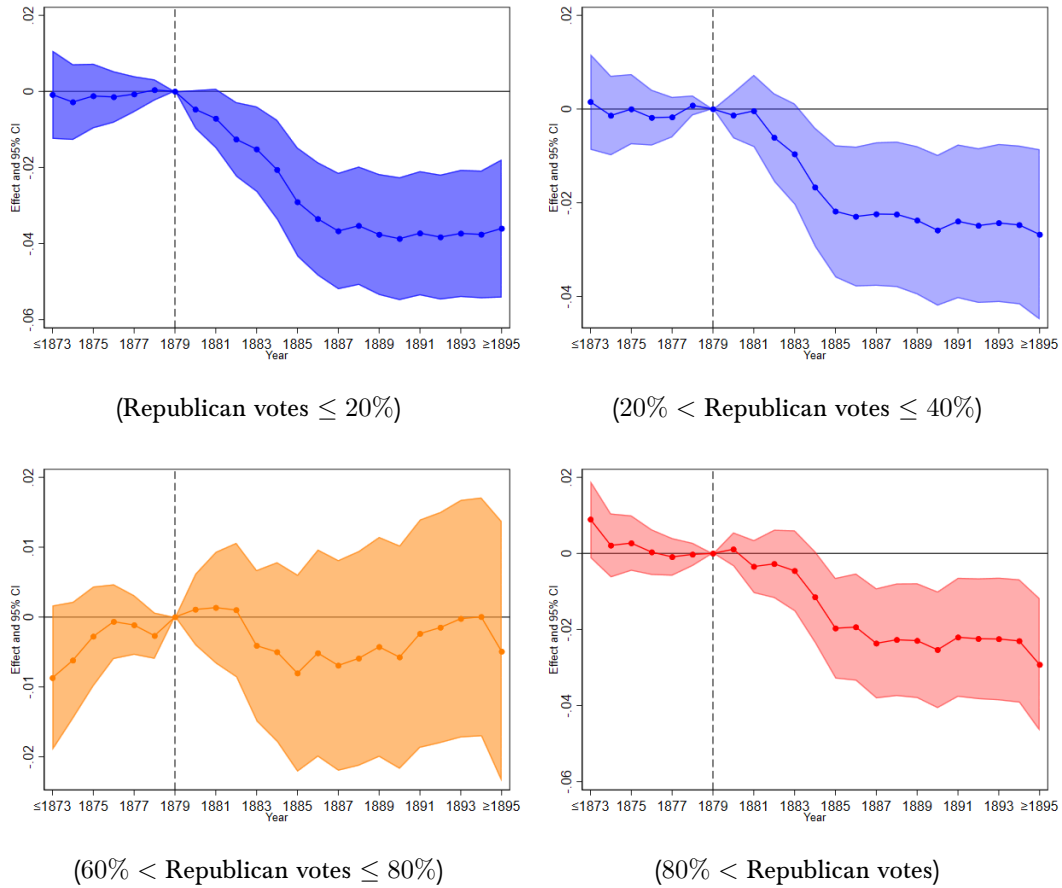 .02
0
-.02
-.04
-.06
Effect and 95% CI
≤1873 1875 1877 1879 1881 1883 1885 1887 1889 1891 1893 ≥1895
Year
(Republican votes ≤ 20%)
.02
0
-.02
-.04
Effect and 95% CI
≤1873 1875 1877 1879 1881 1883 1885 1887 1889 1891 1893 ≥1895
Year
(20% < Republican votes ≤ 40%)
.02
.01
0
-.01
-.02
Effect and 95% CI
≤1873 1875 1877 1879 1881 1883 1885 1887 1889 1891 1893 ≥1895
Year
(60% < Republican votes ≤ 80%)
.02
0
-.02
-.04
-.06
Effect and 95% CI
≤1873 1875 1877 1879 1881 1883 1885 1887 1889 1891 1893 ≥1895
Year
(80% < Republican votes)